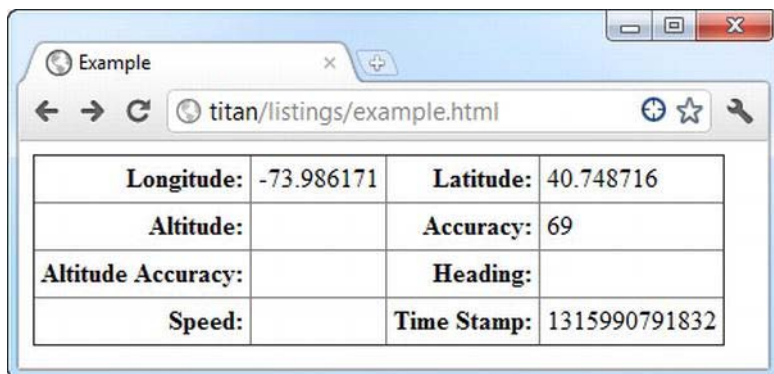 Example
titan/listings/example.html
Longitude: -73.986171 Latitude: 40.748716
Altitude: Accuracy: 69
Altitude Accuracy: Heading:
Speed: Time Stamp: 1315990791832